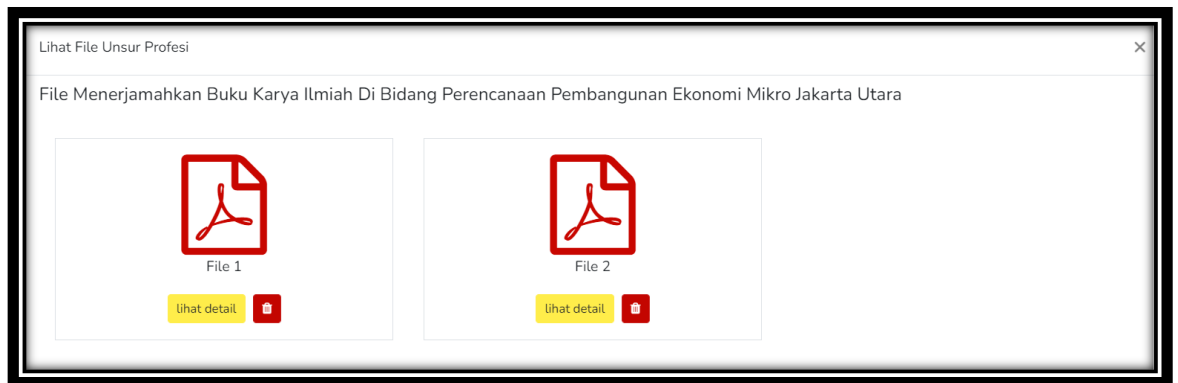 Lihat File Unsur Profesi
File Menerjamahkan Buku Karya Ilmiah Di Bidang Perencanaan Pembangunan Ekonomi Mikro Jakarta Utara
File 1
File 2
lihat detail
lihat detail